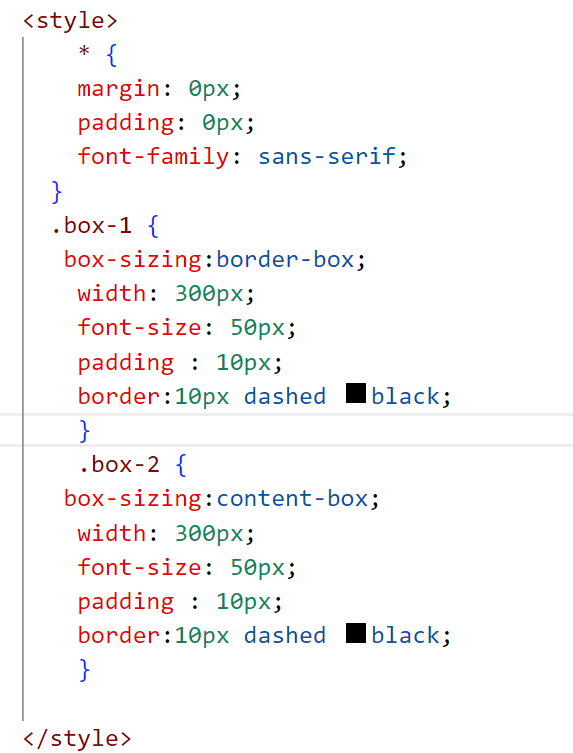 <style>
* {
margin: 0px;
padding: 0px;
font-family: sans-serif;
}
.box-1 {
box-sizing:border-box;
width: 300px;
font-size: 50px;
padding : 10px;
border:10px dashed black;
}
.box-2 {
box-sizing:content-box;
width: 300px;
font-size: 50px;
padding : 10px;
border:10px dashed black;
}
</style>